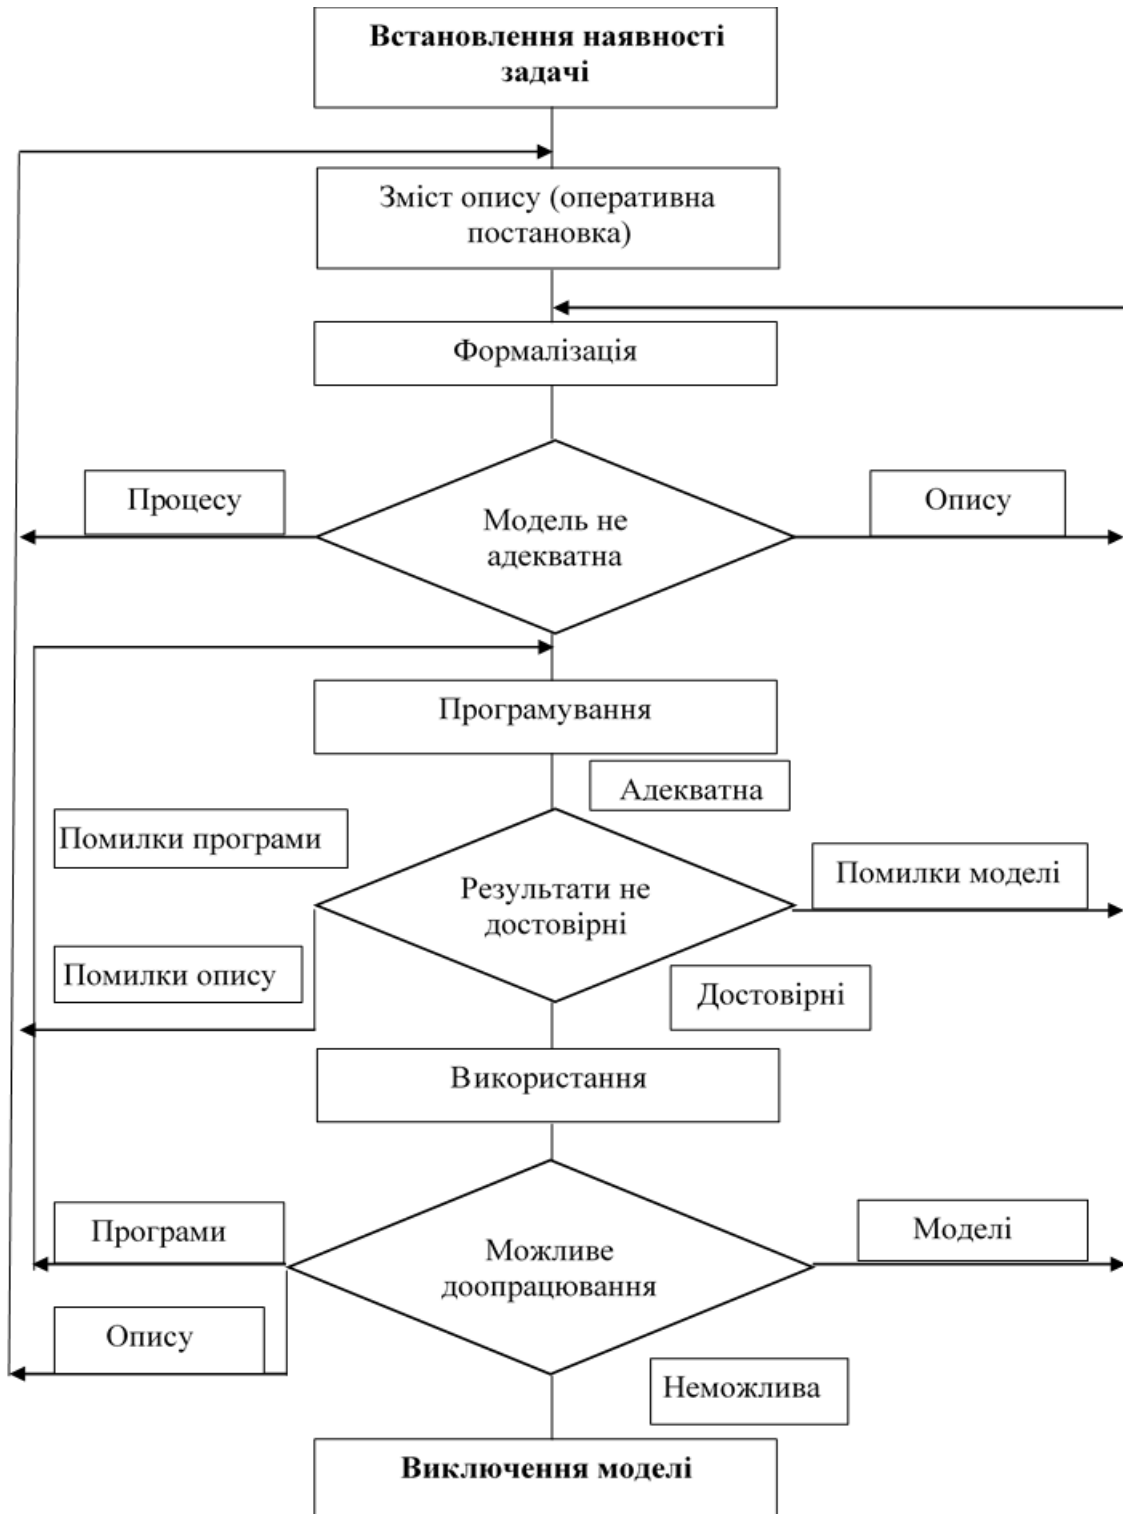 Встановлення наявності
задачі
Зміст опису (оперативна
постановка)
Формалізація
Процесу
Модель не
адекватна
Опису
Програмування
Адекватна
Помилки програми
Результати не
достовірні
Помилки моделі
Помилки опису
Достовірні
Використання
Програми
Можливе
доопрацювання
Моделі
Опису
Неможлива
Виключення моделі